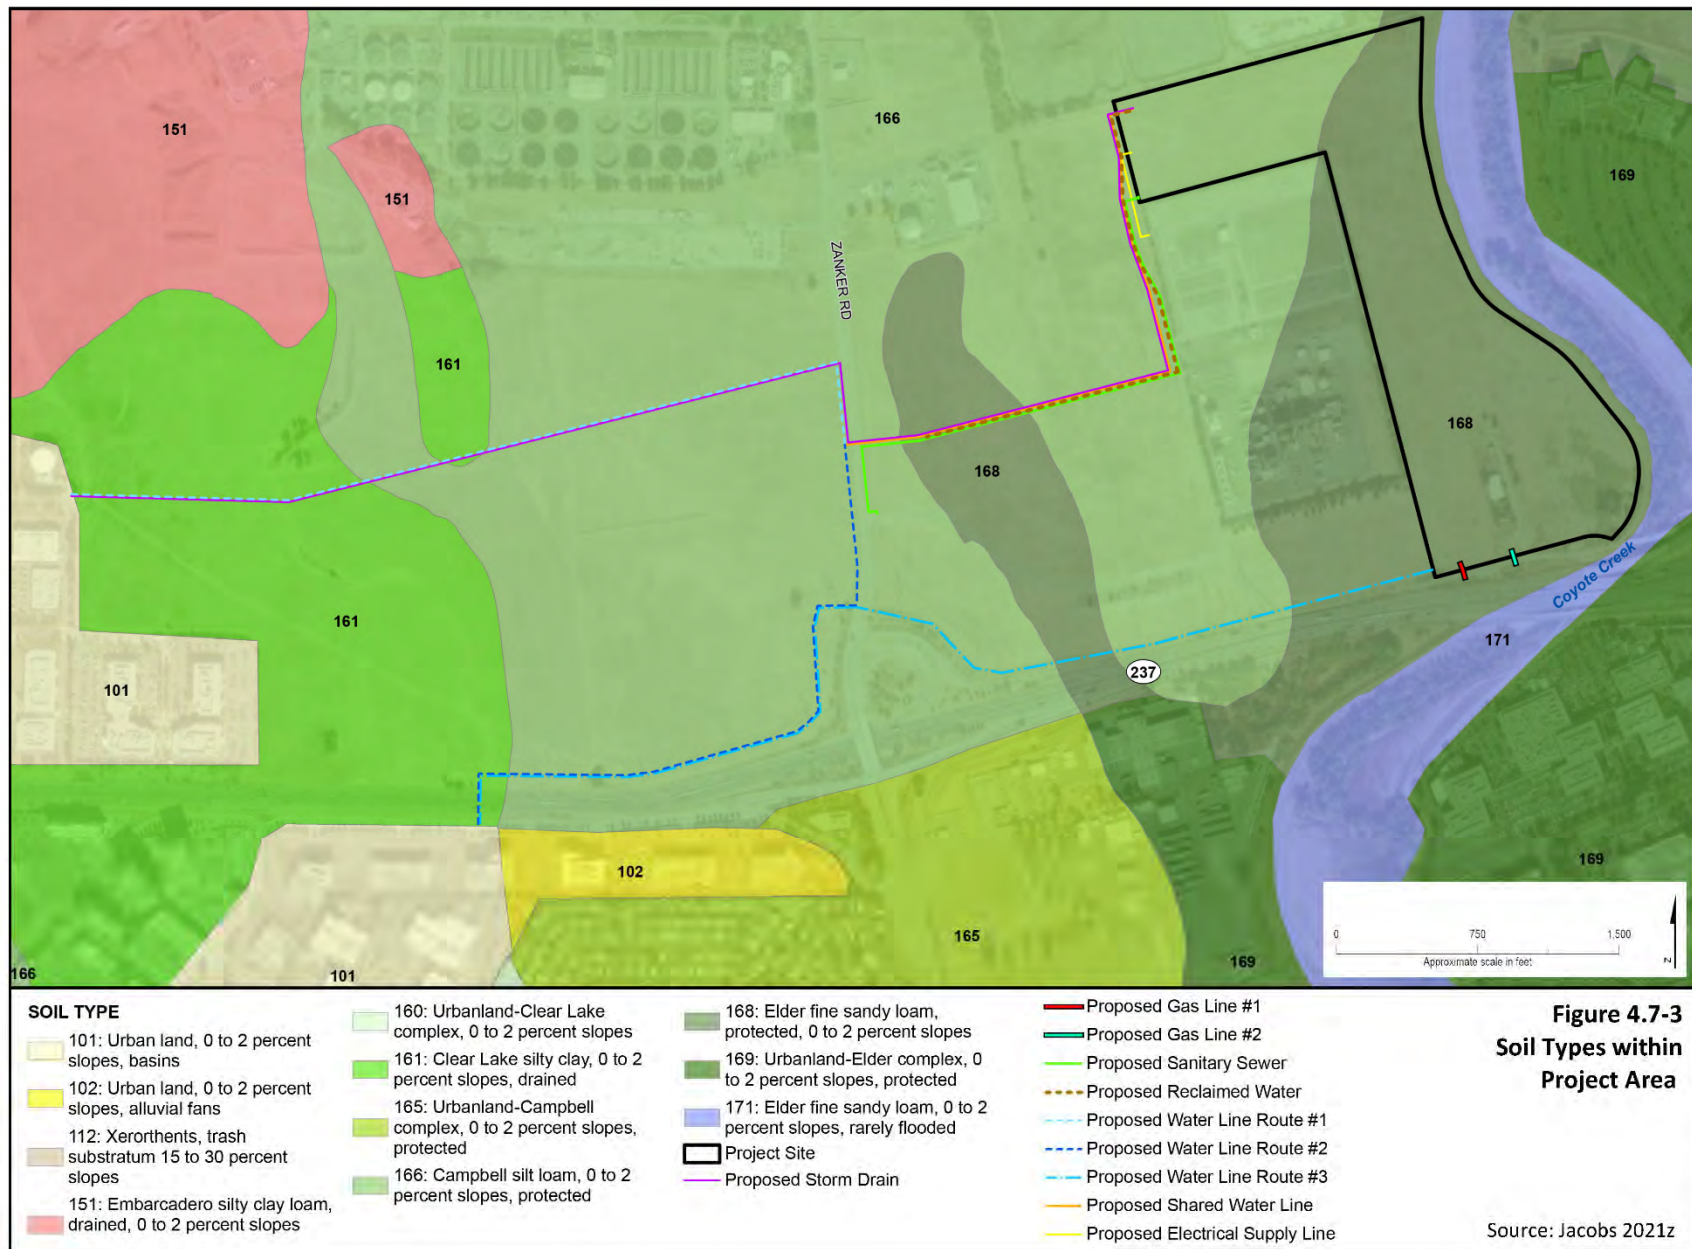 151
166
169
151
ZANKER RD
161
168
168
Coyote Creek
161
171
237
101
102
169
165
166
101
169
0 750 1,500
Approximate scale in feet
Z
SOIL TYPE
101: Urban land, 0 to 2 percent
slopes, basins
102: Urban land, 0 to 2 percent
slopes, alluvial fans
112: Xerorthents, trash
substratum 15 to 30 percent
slopes
151: Embarcadero silty clay loam,
drained, 0 to 2 percent slopes
160: Urbanland-Clear Lake
complex, 0 to 2 percent slopes
161: Clear Lake silty clay, 0 to 2
percent slopes, drained
165: Urbanland-Campbell
complex, 0 to 2 percent slopes,
protected
166: Campbell silt loam, 0 to 2
percent slopes, protected
168: Elder fine sandy loam,
protected, 0 to 2 percent slopes
169: Urbanland-Elder complex, 0
to 2 percent slopes, protected
171: Elder fine sandy loam, 0 to 2
percent slopes, rarely flooded
Project Site
Proposed Storm Drain
Proposed Gas Line #1
Proposed Gas Line #2
Proposed Sanitary Sewer
Proposed Reclaimed Water
Proposed Water Line Route #1
Proposed Water Line Route #2
Proposed Water Line Route #3
Proposed Shared Water Line
Proposed Electrical Supply Line
Figure 4.7-3
Soil Types within
Project Area
Source: Jacobs 2021z